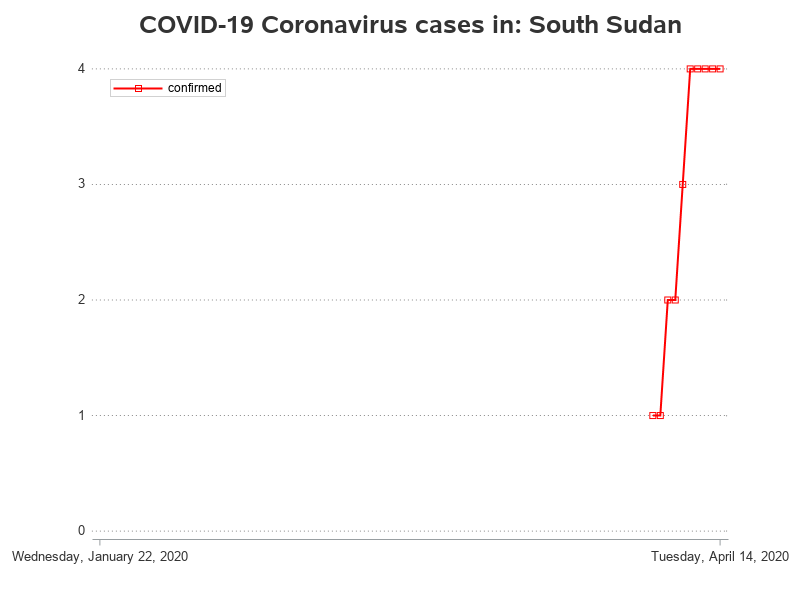 COVID-19 Coronavirus cases in: South Sudan
4
confirmed
3
2
1
0
Wednesday, January 22, 2020 Tuesday, April 14, 2020